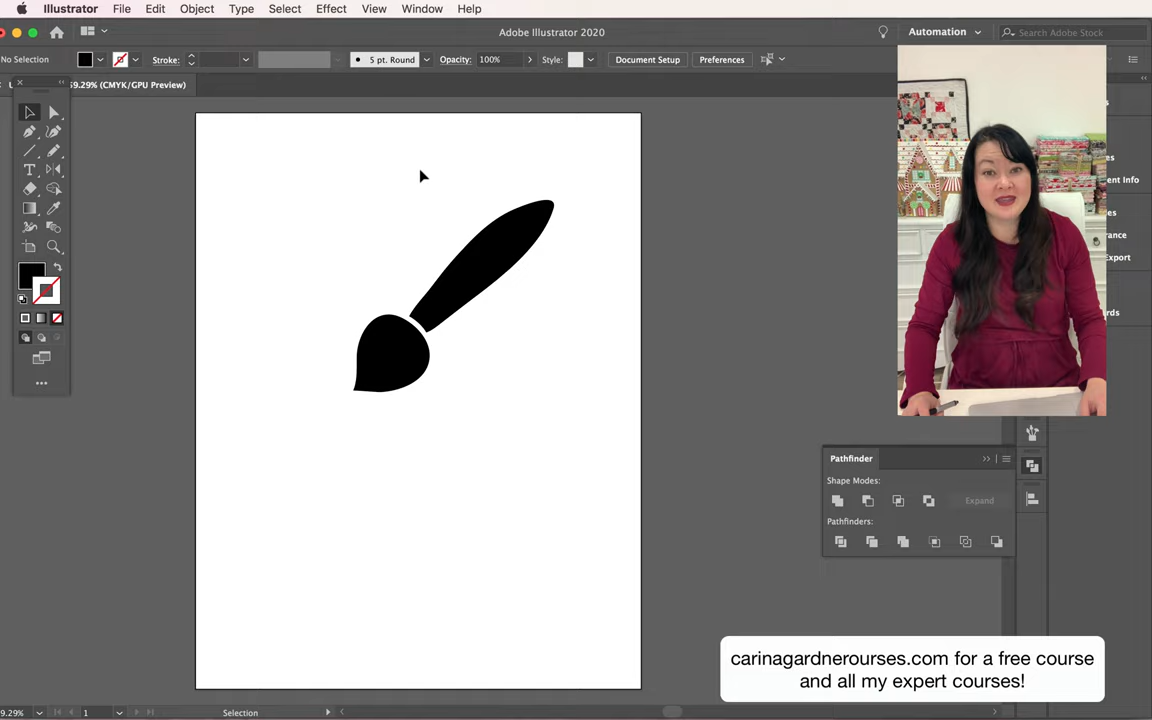 Illustrator File Edit Object Type Select Effect View Window Help
Adobe Illustrator 2020
Automation
Search Adobe Stock
No Selection
Stroke:
5 pt. Round
Opacity: 100%
Style:
Document Setup
Preferences
59.29% (CMYK/GPU Preview)
Pathfinder
Shape Modes:
Expand
Pathfinders:
carinagardnerourses.com for a free course
and all my expert courses!
9.29%
1
Selection